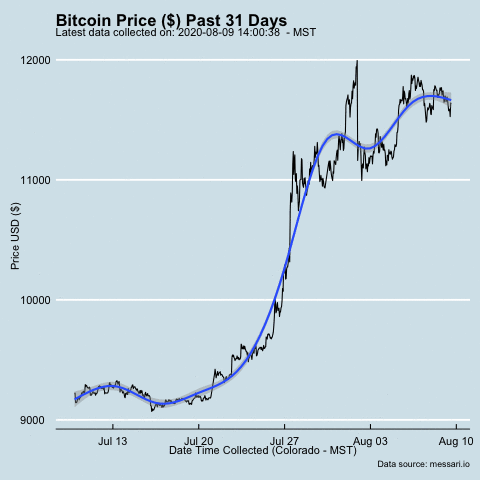 Bitcoin Price ($) Past 31 Days
Latest data collected on: 2020-08-09 14:00:38 - MST
12000
11000
10000
9000
Price USD ($)
Jul 13 Jul 20 Jul 27 Aug 03 Aug 10
Date Time Collected (Colorado - MST)
Data source: messari.io